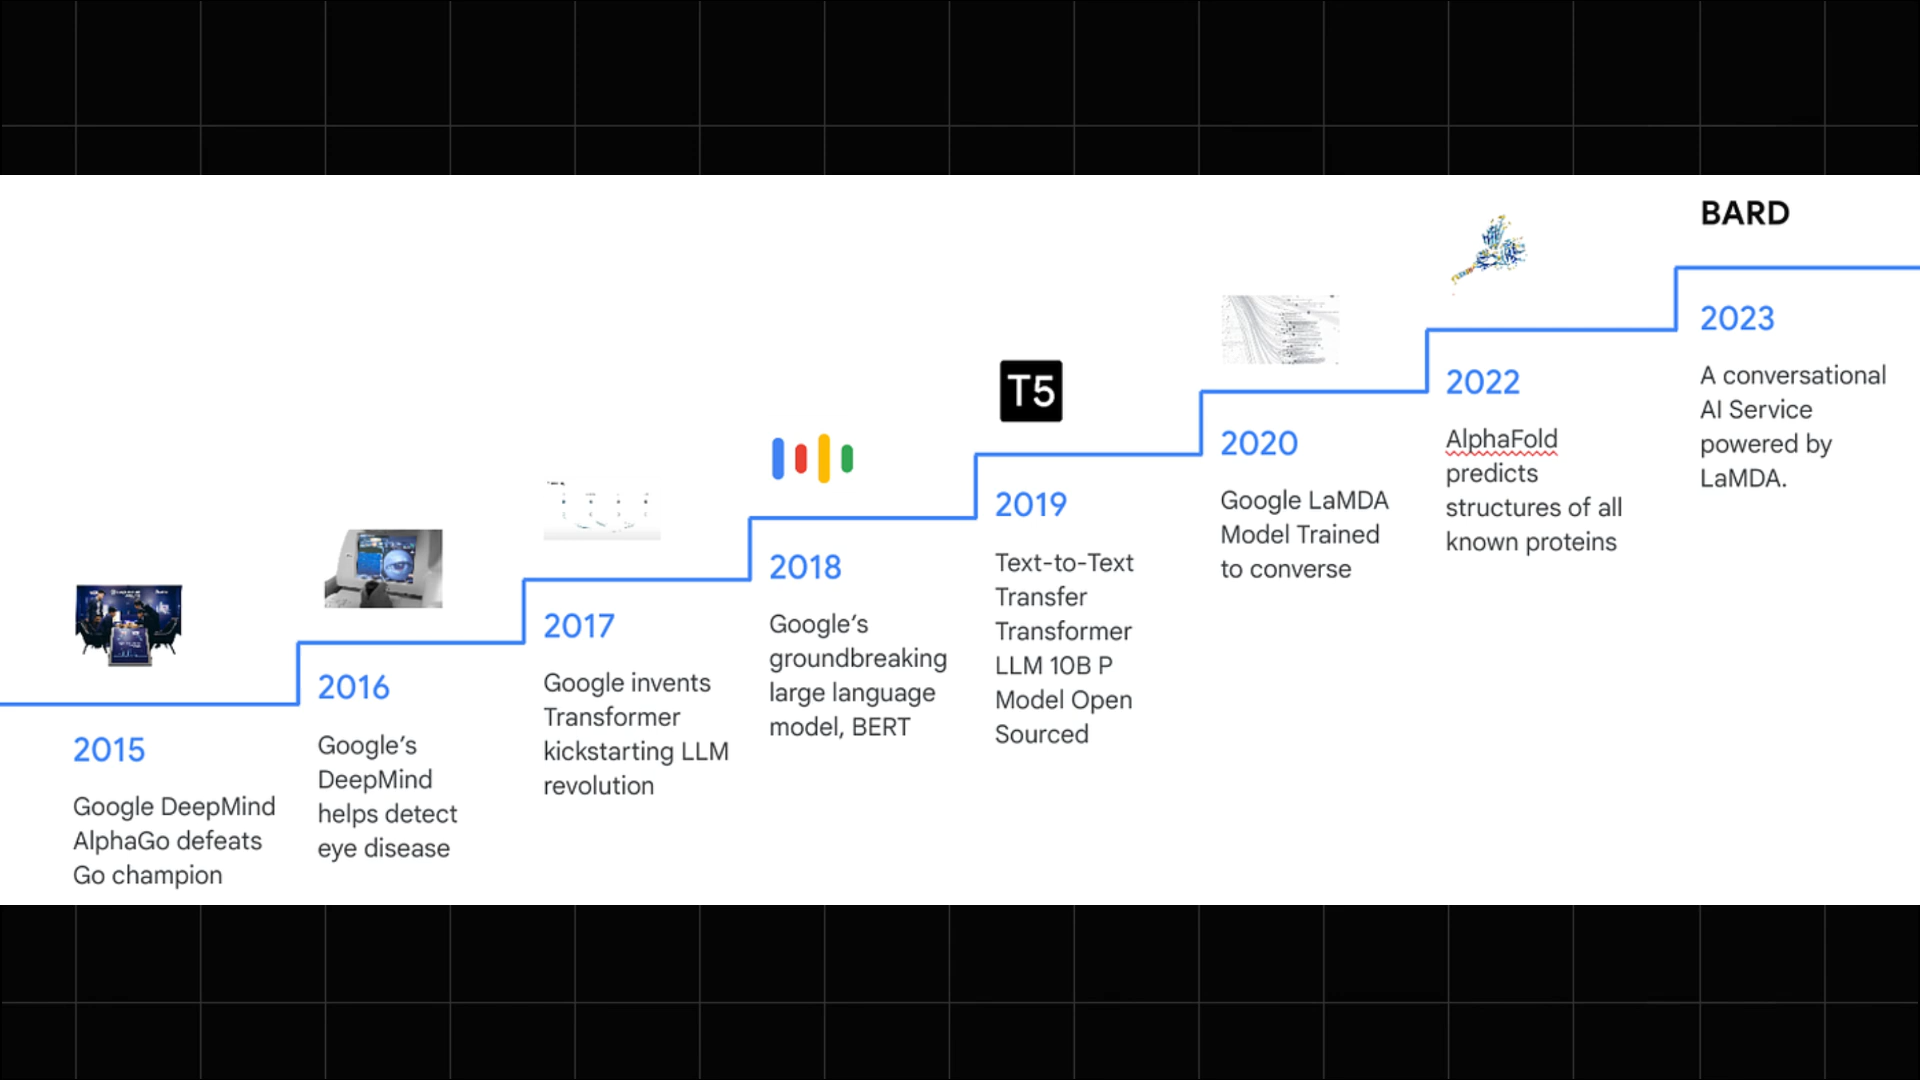 2015
Google DeepMind
AlphaGo defeats
Go champion
2016
Google's
DeepMind
helps detect
eye disease
2017
Google invents
Transformer
kickstarting LLM
revolution
2018
Google's
groundbreaking
large language
model, BERT
T5
2019
Text-to-Text
Transfer
Transformer
LLM 10B P
Model Open
Sourced
2020
Google LaMDA
Model Trained
to converse
2022
AlphaFold
predicts
structures of all
known proteins
BARD
2023
A conversational
AI Service
powered by
LaMDA.